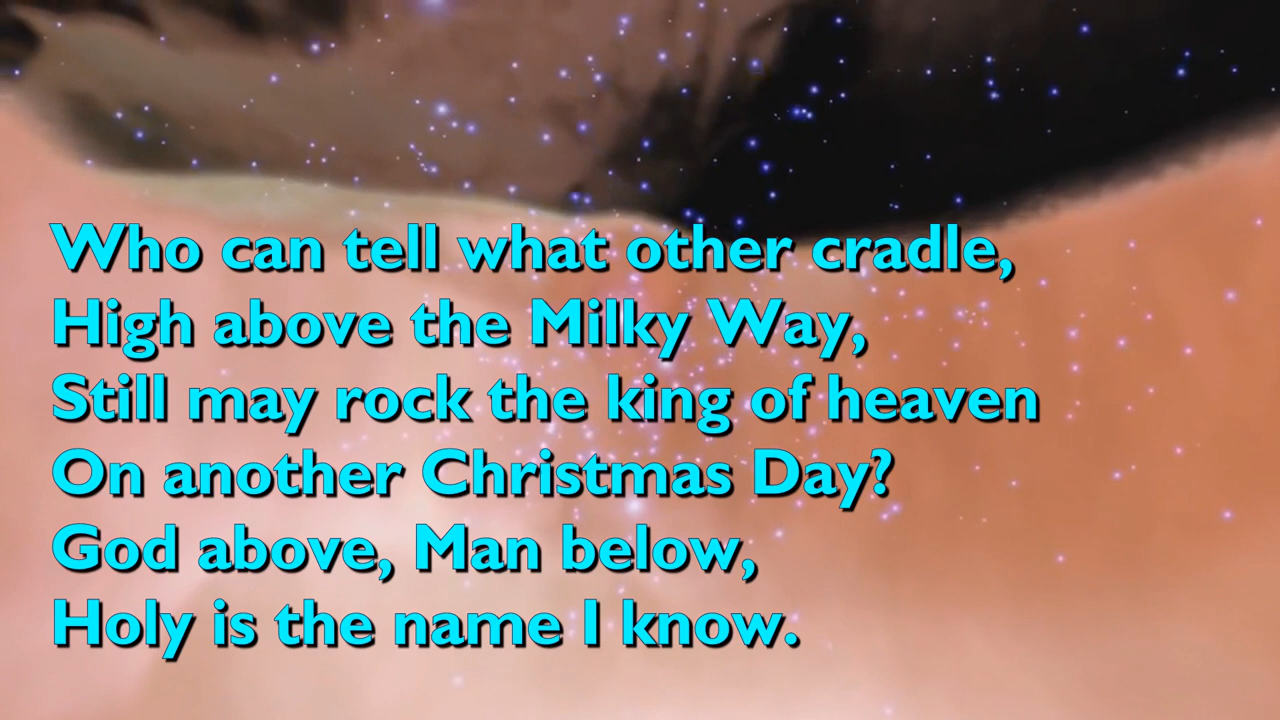 Who can tell what other cradle,
High above the Milky Way,
Still may rock the king of heaven
On another Christmas Day?
God above, Man below,
Holy is the name I know.